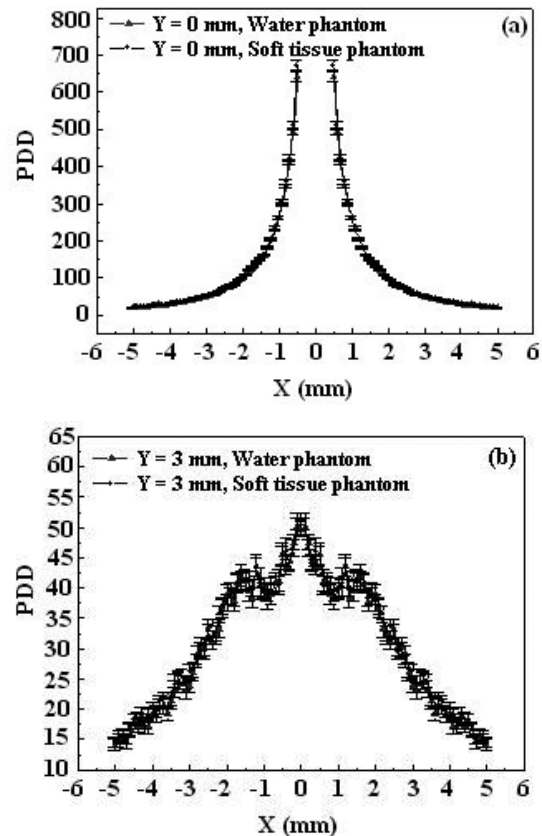 (a)
Y = 0 mm, Water phantom
Y = 0 mm, Soft tissue phantom
800
700
600
500
400
300
200
100
0
PDD
-6 -5 -4 -3 -2 -1 0 1 2 3 4 5 6
X (mm)
(b)
Y = 3 mm, Water phantom
Y = 3 mm, Soft tissue phantom
65
60
55
50
45
40
35
30
25
20
15
10
PDD
-6 -5 -4 -3 -2 -1 0 1 2 3 4 5 6
X (mm)